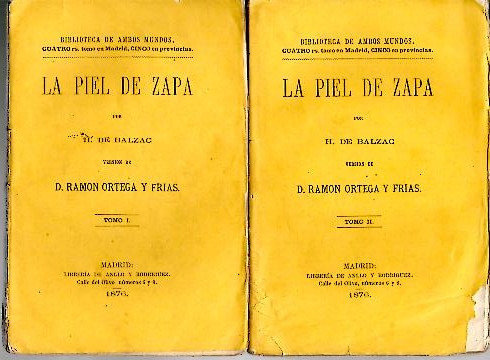 BIBLIOTECA DE AMBOS MUNDOS.
CUATRO rs. tomo en Madrid, CINCO en provincias.
LA PIEL DE ZAPA
POR
H. DE BALZAC
VERSION DE
D. RAMON ORTEGA Y FRIAS.
TOMO I.
MADRID:
LIBRERÍA DE ANLLO Y RODRIGUEZ.
Calle del Olivo números 6 y 8.
1876.
BIBLIOTECA DE AMBOS MUNDOS.
CUATRO rs. tomo en Madrid, CINCO en provincias.
LA PIEL DE ZAPA
POR
H. DE BALZAC
VERSION DE
D. RAMON ORTEGA Y FRIAS.
TOMO II.
MADRID:
LIBRERÍA DE ANLLO Y RODRIGUEZ.
Calle del Olivo, números 6 y 8.
1876.